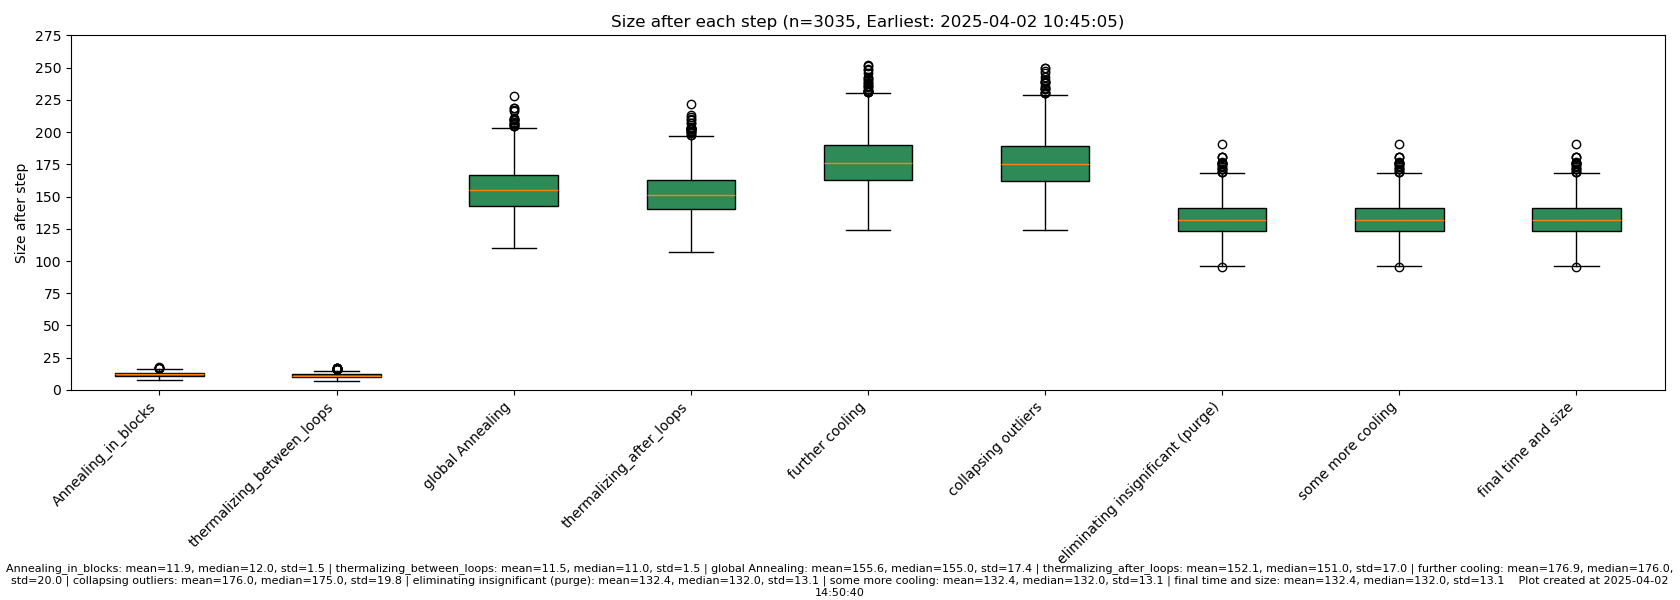 Size after each step (n=3035, Earliest: 2025-04-02 10:45:05)
Size after step
275
250
225
200
175
150
125
100
75
50
25
0
Annealing_in_blocks
thermalizing_between_loops
global Annealing
thermalizing_after_loops
further cooling
collapsing outliers
eliminating insignificant (purge)
some more cooling
final time and size
Annealing_in_blocks: mean=11.9, median=12.0, std=1.5 | thermalizing_between_loops: mean=11.5, median=11.0, std=1.5 | global Annealing: mean=155.6, median=155.0, std=17.4 | thermalizing_after_loops: mean=152.1, median=151.0, std=17.0 | further cooling: mean=176.9, median=176.0,
std=20.0 | collapsing outliers: mean=176.0, median=175.0, std=19.8 | eliminating insignificant (purge): mean=132.4, median=132.0, std=13.1 | some more cooling: mean=132.4, median=132.0, std=13.1 | final time and size: mean=132.4, median=132.0, std=13.1 Plot created at 2025-04-02
14:50:40